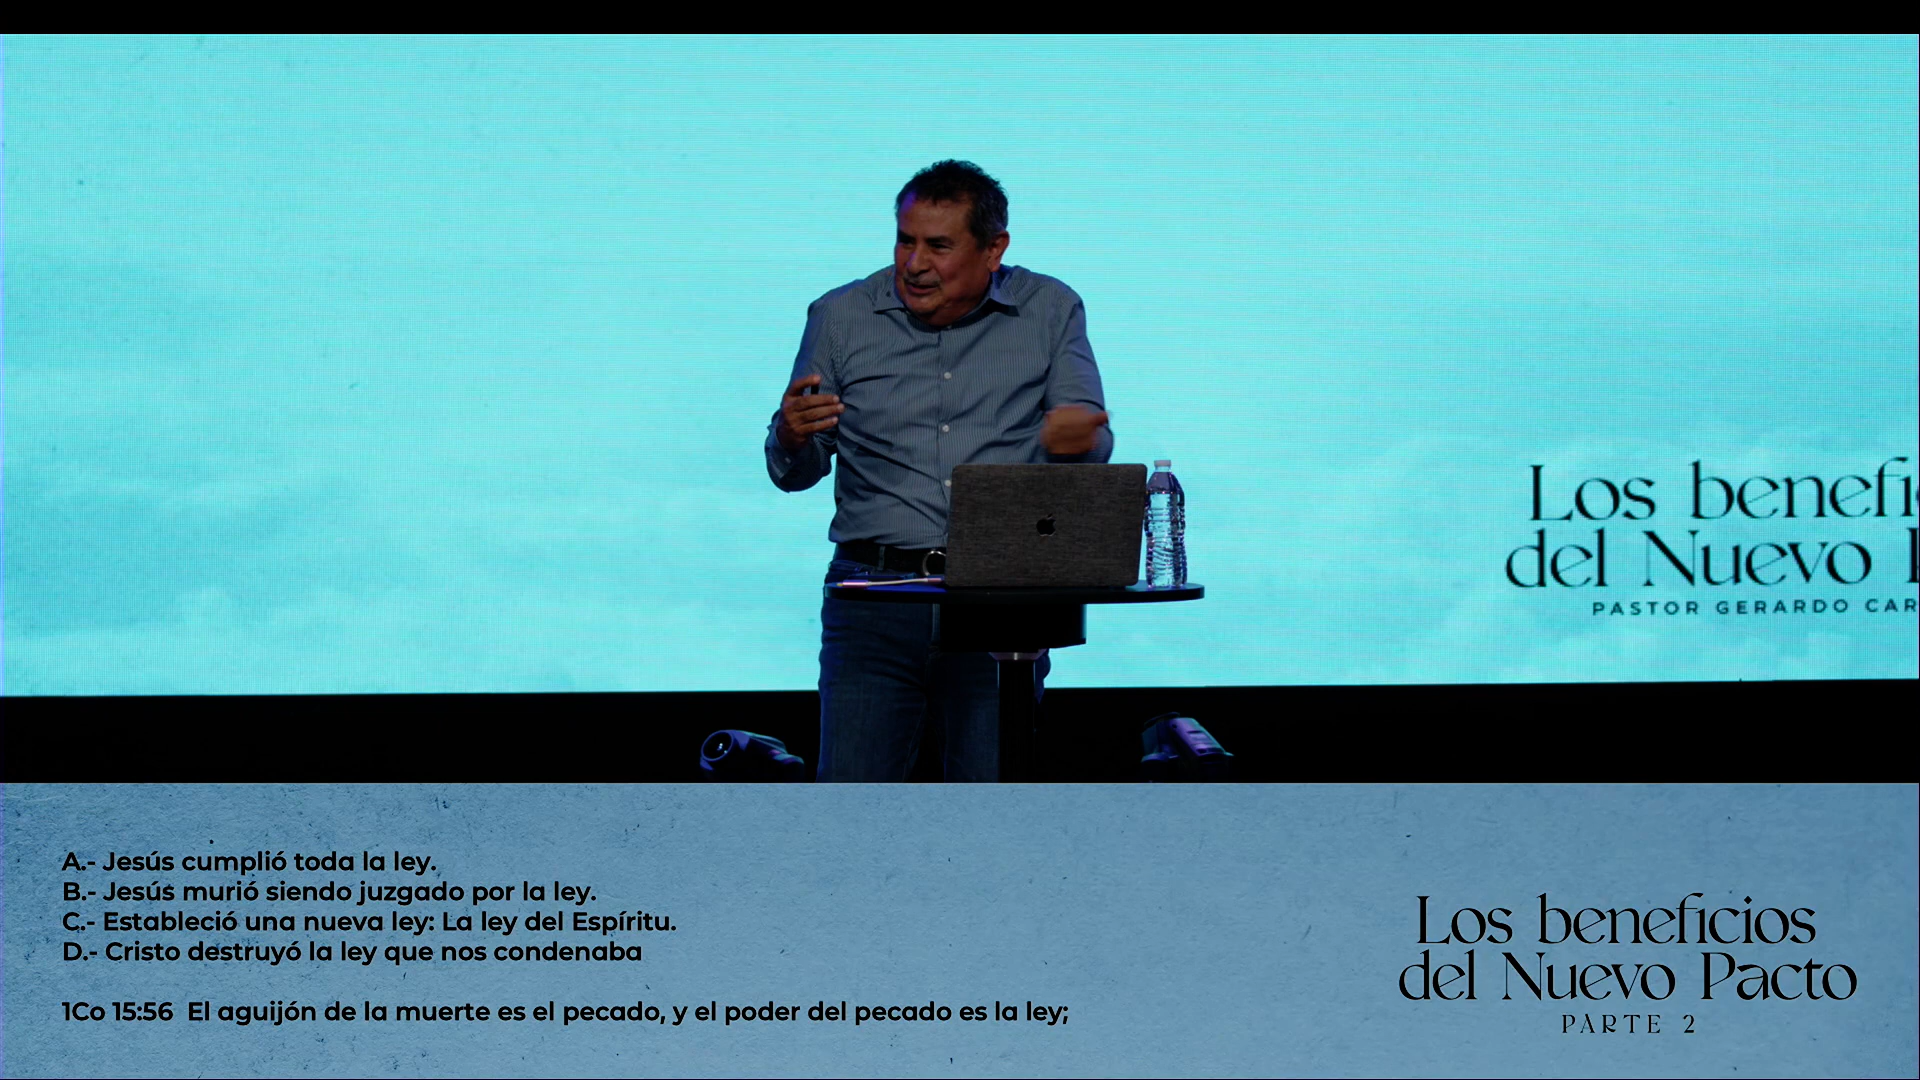 Los benefi
del Nuevo
PASTOR GERARDO CAR
A.- Jesús cumplió toda la ley.
B.- Jesús murió siendo juzgado por la ley.
C.- Estableció una nueva ley: La ley del Espíritu.
D.- Cristo destruyó la ley que nos condenaba
1Co 15:56 El aguijón de la muerte es el pecado, y el poder del pecado es la ley;
Los beneficios
del Nuevo Pacto
PARTE 2